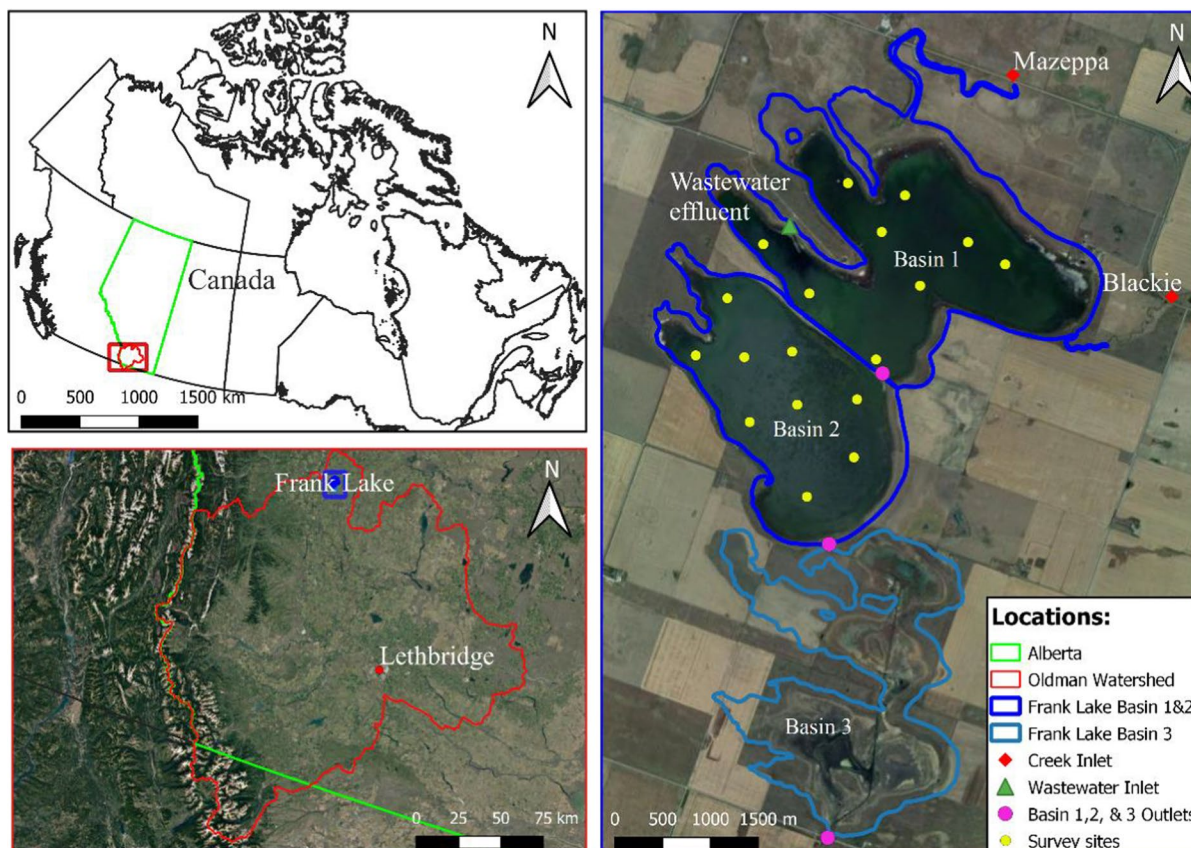 N
Canada
0 500 1000 1500 km
N
Frank Lake
Lethbridge
0 25 50 75 km
N
Mazeppa
Wastewater
effluent
Basin 1
Blackie
Basin 2
Basin 3
0 500 1000 1500 m
Locations:
Alberta
Oldman Watershed
Frank Lake Basin 1&2
Frank Lake Basin 3
Creek Inlet
Wastewater Inlet
Basin 1,2, & 3 Outlets
Survey sites